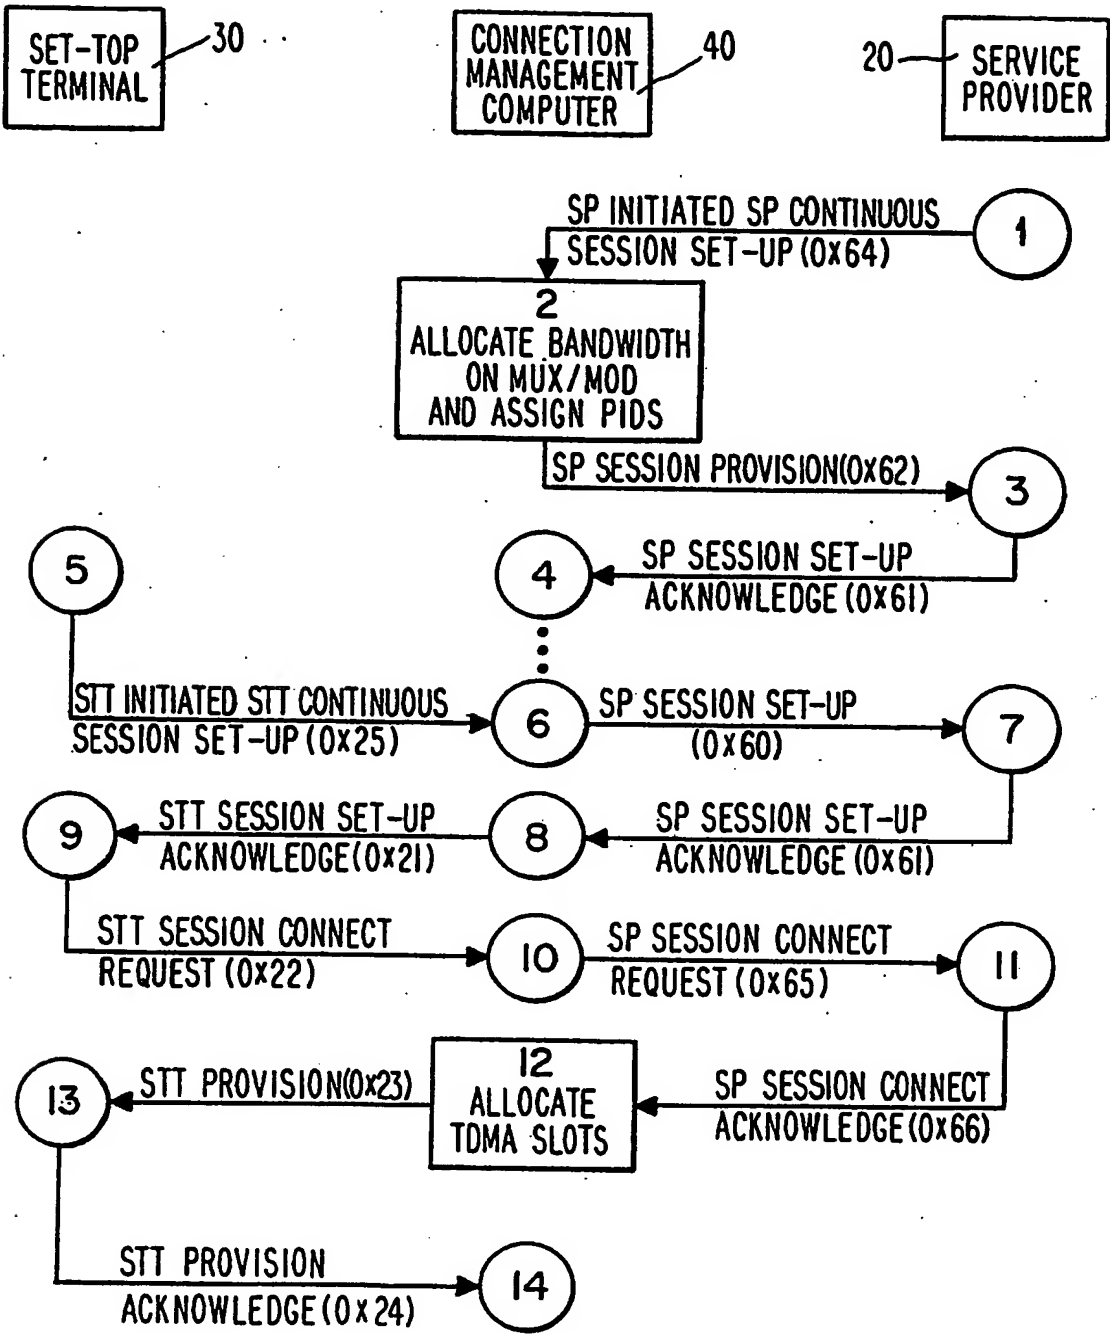 SET-TOP
TERMINAL
30
CONNECTION
MANAGEMENT
COMPUTER
40
20
SERVICE
PROVIDER
SP INITIATED SP CONTINUOUS
SESSION SET-UP (0X64)
1
2
ALLOCATE BANDWIDTH
ON MUX/MOD
AND ASSIGN PIDS
SP SESSION PROVISION(0X62)
3
SP SESSION SET-UP
ACKNOWLEDGE (0X61)
4
5
STT INITIATED STT CONTINUOUS
SESSION SET-UP (0X25)
6
SP SESSION SET-UP
(0X60)
7
SP SESSION SET-UP
ACKNOWLEDGE (0X61)
8
STT SESSION SET-UP
ACKNOWLEDGE(0X21)
9
STT SESSION CONNECT
REQUEST (0X22)
10
SP SESSION CONNECT
REQUEST (0X65)
11
SP SESSION CONNECT
ACKNOWLEDGE (0X66)
12
ALLOCATE
TDMA SLOTS
STT PROVISION(0X23)
13
STT PROVISION
ACKNOWLEDGE (0X24)
14